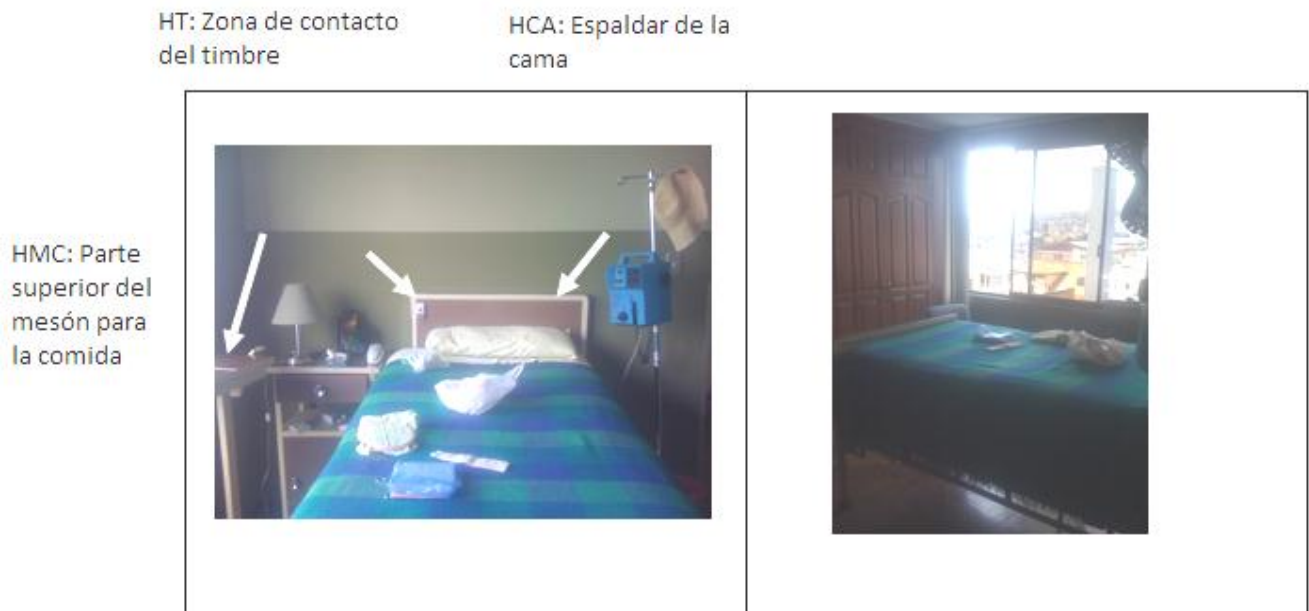 HT: Zona de contacto
del timbre
HCA: Espaldar de la
cama
HMC: Parte
superior del
mesón para
la comida